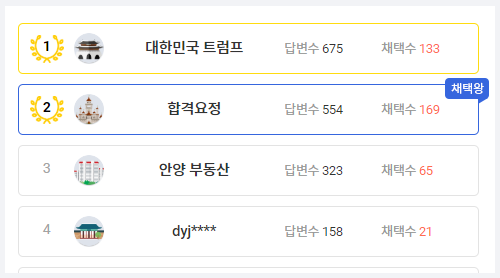 1 대한민국 트럼프 답변수 675 채택수 133
채택왕
2 합격요정 답변수 554 채택수 169
3 안양 부동산 답변수 323 채택수 65
4 dyj**** 답변수 158 채택수 21